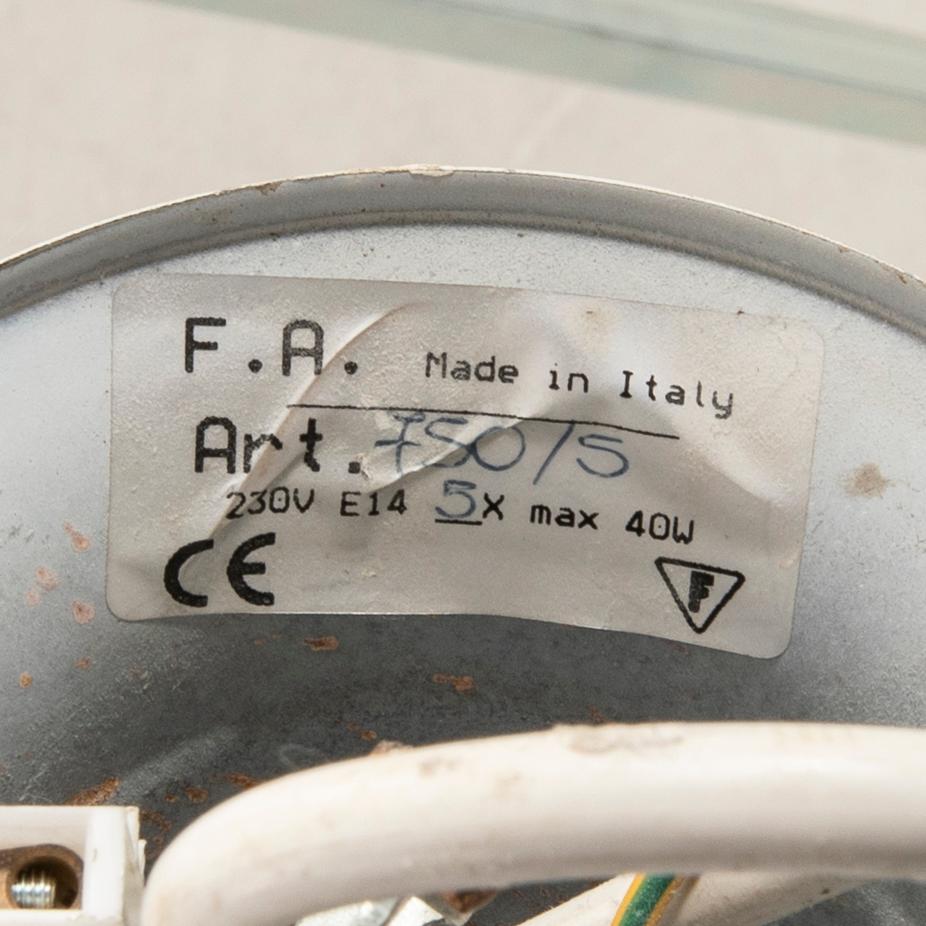 F.A. Made in Italy
Art. 750/5
230V E14 5X max 40W
CE F